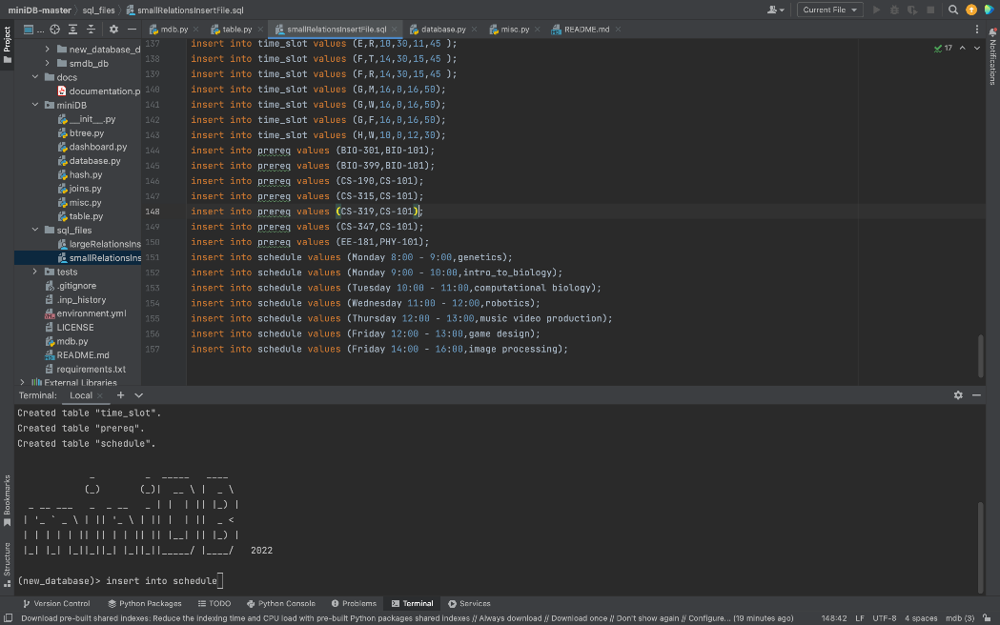 miniDB-master
sql_files
smallRelationsInsertFile.sql
Current File
Project
...
mdb.py
table.py
smallRelationsInsertFile.sql
database.py
misc.py
README.md
Notifications
17
new_database_d
smdb_db
docs
documentation.p
miniDB
__init__.py
btree.py
dashboard.py
database.py
hash.py
joins.py
misc.py
table.py
sql_files
largeRelationsIns
smallRelationsIns
tests
.gitignore
.inp_history
environment.yml
LICENSE
mdb.py
README.md
requirements.txt
External Libraries
137 insert into time_slot values (E,R,10,30,11,45 );
138 insert into time_slot values (F,T,14,30,15,45 );
139 insert into time_slot values (F,R,14,30,15,45 );
140 insert into time_slot values (G,M,16,0,16,50);
141 insert into time_slot values (G,W,16,0,16,50);
142 insert into time_slot values (G,F,16,0,16,50);
143 insert into time_slot values (H,W,10,0,12,30);
144 insert into prereq values (BIO-301,BIO-101);
145 insert into prereq values (BIO-399,BIO-101);
146 insert into prereq values (CS-190,CS-101);
147 insert into prereq values (CS-315,CS-101);
148 insert into prereq values (CS-319,CS-101);
149 insert into prereq values (CS-347,CS-101);
150 insert into prereq values (EE-181,PHY-101);
151 insert into schedule values (Monday 8:00 - 9:00,genetics);
152 insert into schedule values (Monday 9:00 - 10:00,intro_to_biology);
153 insert into schedule values (Tuesday 10:00 - 11:00,computational biology);
154 insert into schedule values (Wednesday 11:00 - 12:00,robotics);
155 insert into schedule values (Thursday 12:00 - 13:00,music video production);
156 insert into schedule values (Friday 12:00 - 13:00,game design);
157 insert into schedule values (Friday 14:00 - 16:00,image processing);
Terminal: Local
Created table "time_slot".
Created table "prereq".
Created table "schedule".
2022
(new_database)> insert into schedule
Bookmarks
Structure
Version Control
Python Packages
TODO
Python Console
Problems
Terminal
Services
Download pre-built shared indexes: Reduce the indexing time and CPU load with pre-built Python packages shared indexes // Always download // Download once // Don't show again // Configure... (19 minutes ago)
148:42 LF UTF-8 4 spaces mdb (3)